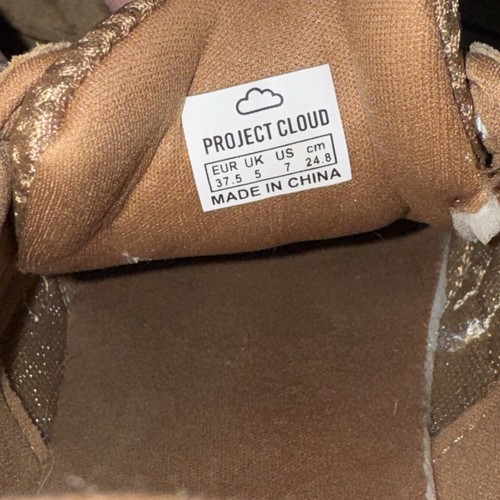 PROJECT CLOUD
EUR UK US cm
37.5 5 7 24.8
MADE IN CHINA